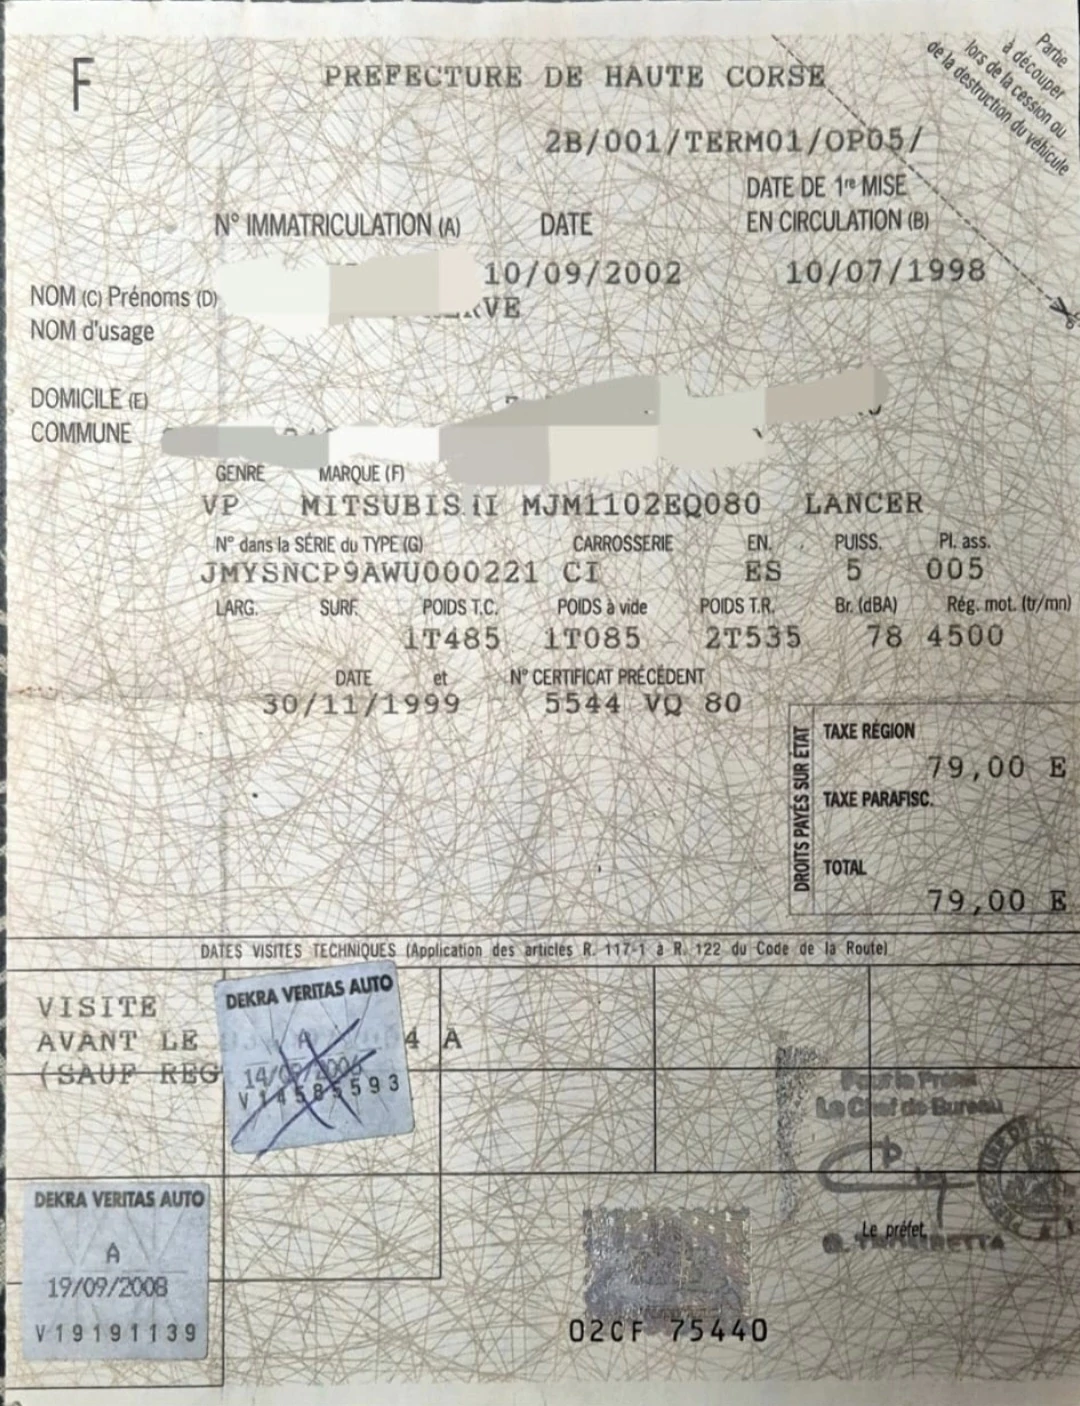 F
PREFECTURE DE HAUTE CORSE
Partie
à découper
lors de la cession ou
de la destruction du véhicule
2B/001/TERM01/OP05/
N° IMMATRICULATION (A) DATE DATE DE 1re MISE
EN CIRCULATION (B)
10/09/2002 10/07/1998
NOM (C) Prénoms (D)
VE
NOM d'usage
DOMICILE (E)
COMMUNE
GENRE MARQUE (F)
VP MITSUBIS II MJM1102EQ080 LANCER
N° dans la SÉRIE du TYPE (G) CARROSSERIE EN. PUISS. Pl. ass.
JMYSNCP9AWU000221 CI ES 5 005
LARG. SURF. POIDS T.C. POIDS à vide POIDS T.R. Br. (dBA) Rég. mot. (tr/mn)
1T485 1T085 2T535 78 4500
DATE et N° CERTIFICAT PRÉCÉDENT
30/11/1999 5544 VQ 80
DROITS PAYÉS SUR ÉTAT
TAXE RÉGION
79,00 E
TAXE PARAFISC.
TOTAL
79,00 E
DATES VISITES TECHNIQUES (Application des articles R. 117-1 à R. 122 du Code de la Route)
VISITE
AVANT LE 4 A
(SAUF REG
DEKRA VERITAS AUTO
A
V14585593
DEKRA VERITAS AUTO
A
19/09/2008
V19191139
Pour le Préfet
Le Chef de Bureau
Le préfet,
02CF 75440